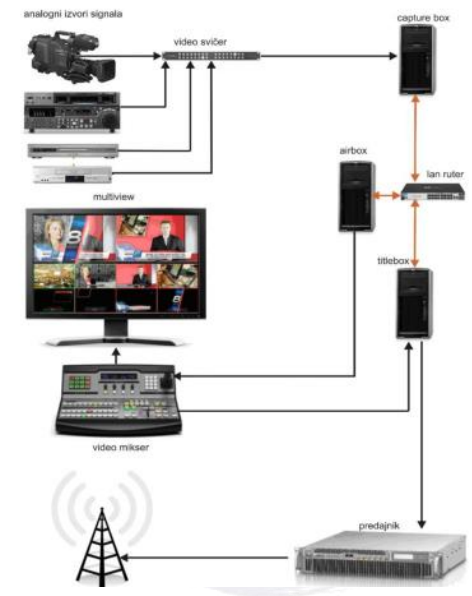 analogni izvori signala
capture box
video svičer
airbox
lan ruter
multiview
titlebox
video mikser
predajnik